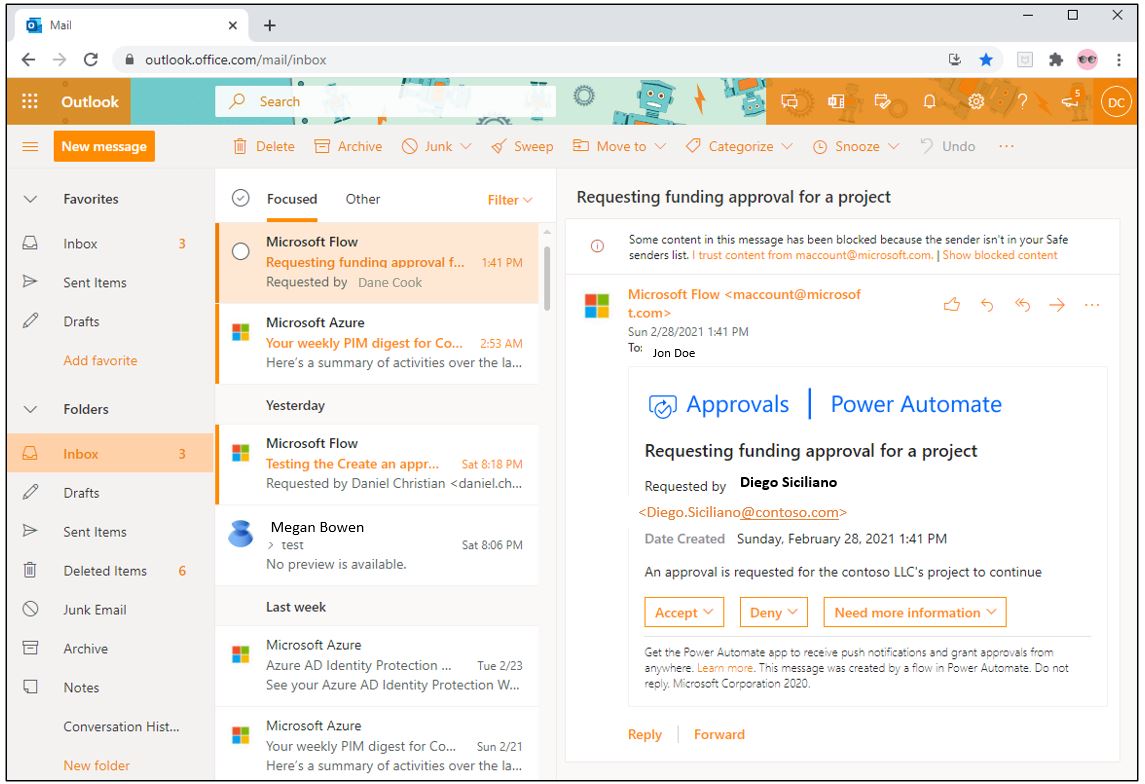 Mail
outlook.office.com/mail/inbox
Outlook
Search
5
DC
New message
Delete
Archive
Junk
Sweep
Move to
Categorize
Snooze
Undo
Favorites
Inbox 3
Sent Items
Drafts
Add favorite
Folders
Inbox 3
Drafts
Sent Items
Deleted Items 6
Junk Email
Archive
Notes
Conversation Hist...
New folder
Focused
Other
Filter
Microsoft Flow
Requesting funding approval f... 1:41 PM
Requested by Dane Cook
Microsoft Azure
Your weekly PIM digest for Co... 2:53 AM
Here's a summary of activities over the la...
Yesterday
Microsoft Flow
Testing the Create an appr... Sat 8:18 PM
Requested by Daniel Christian <daniel.ch...
Megan Bowen
> test Sat 8:06 PM
No preview is available.
Last week
Microsoft Azure
Azure AD Identity Protection ... Tue 2/23
See your Azure AD Identity Protection W...
Microsoft Azure
Your weekly PIM digest for Co... Sun 2/21
Here's a summary of activities over the la...
Requesting funding approval for a project
Some content in this message has been blocked because the sender isn't in your Safe
senders list. I trust content from maccount@microsoft.com. | Show blocked content
Microsoft Flow <maccount@microsof
t.com>
Sun 2/28/2021 1:41 PM
To: Jon Doe
Approvals | Power Automate
Requesting funding approval for a project
Requested by Diego Siciliano
<Diego.Siciliano@contoso.com>
Date Created Sunday, February 28, 2021 1:41 PM
An approval is requested for the contoso LLC's project to continue
Accept
Deny
Need more information
Get the Power Automate app to receive push notifications and grant approvals from
anywhere. Learn more. This message was created by a flow in Power Automate. Do not
reply. Microsoft Corporation 2020.
Reply
Forward